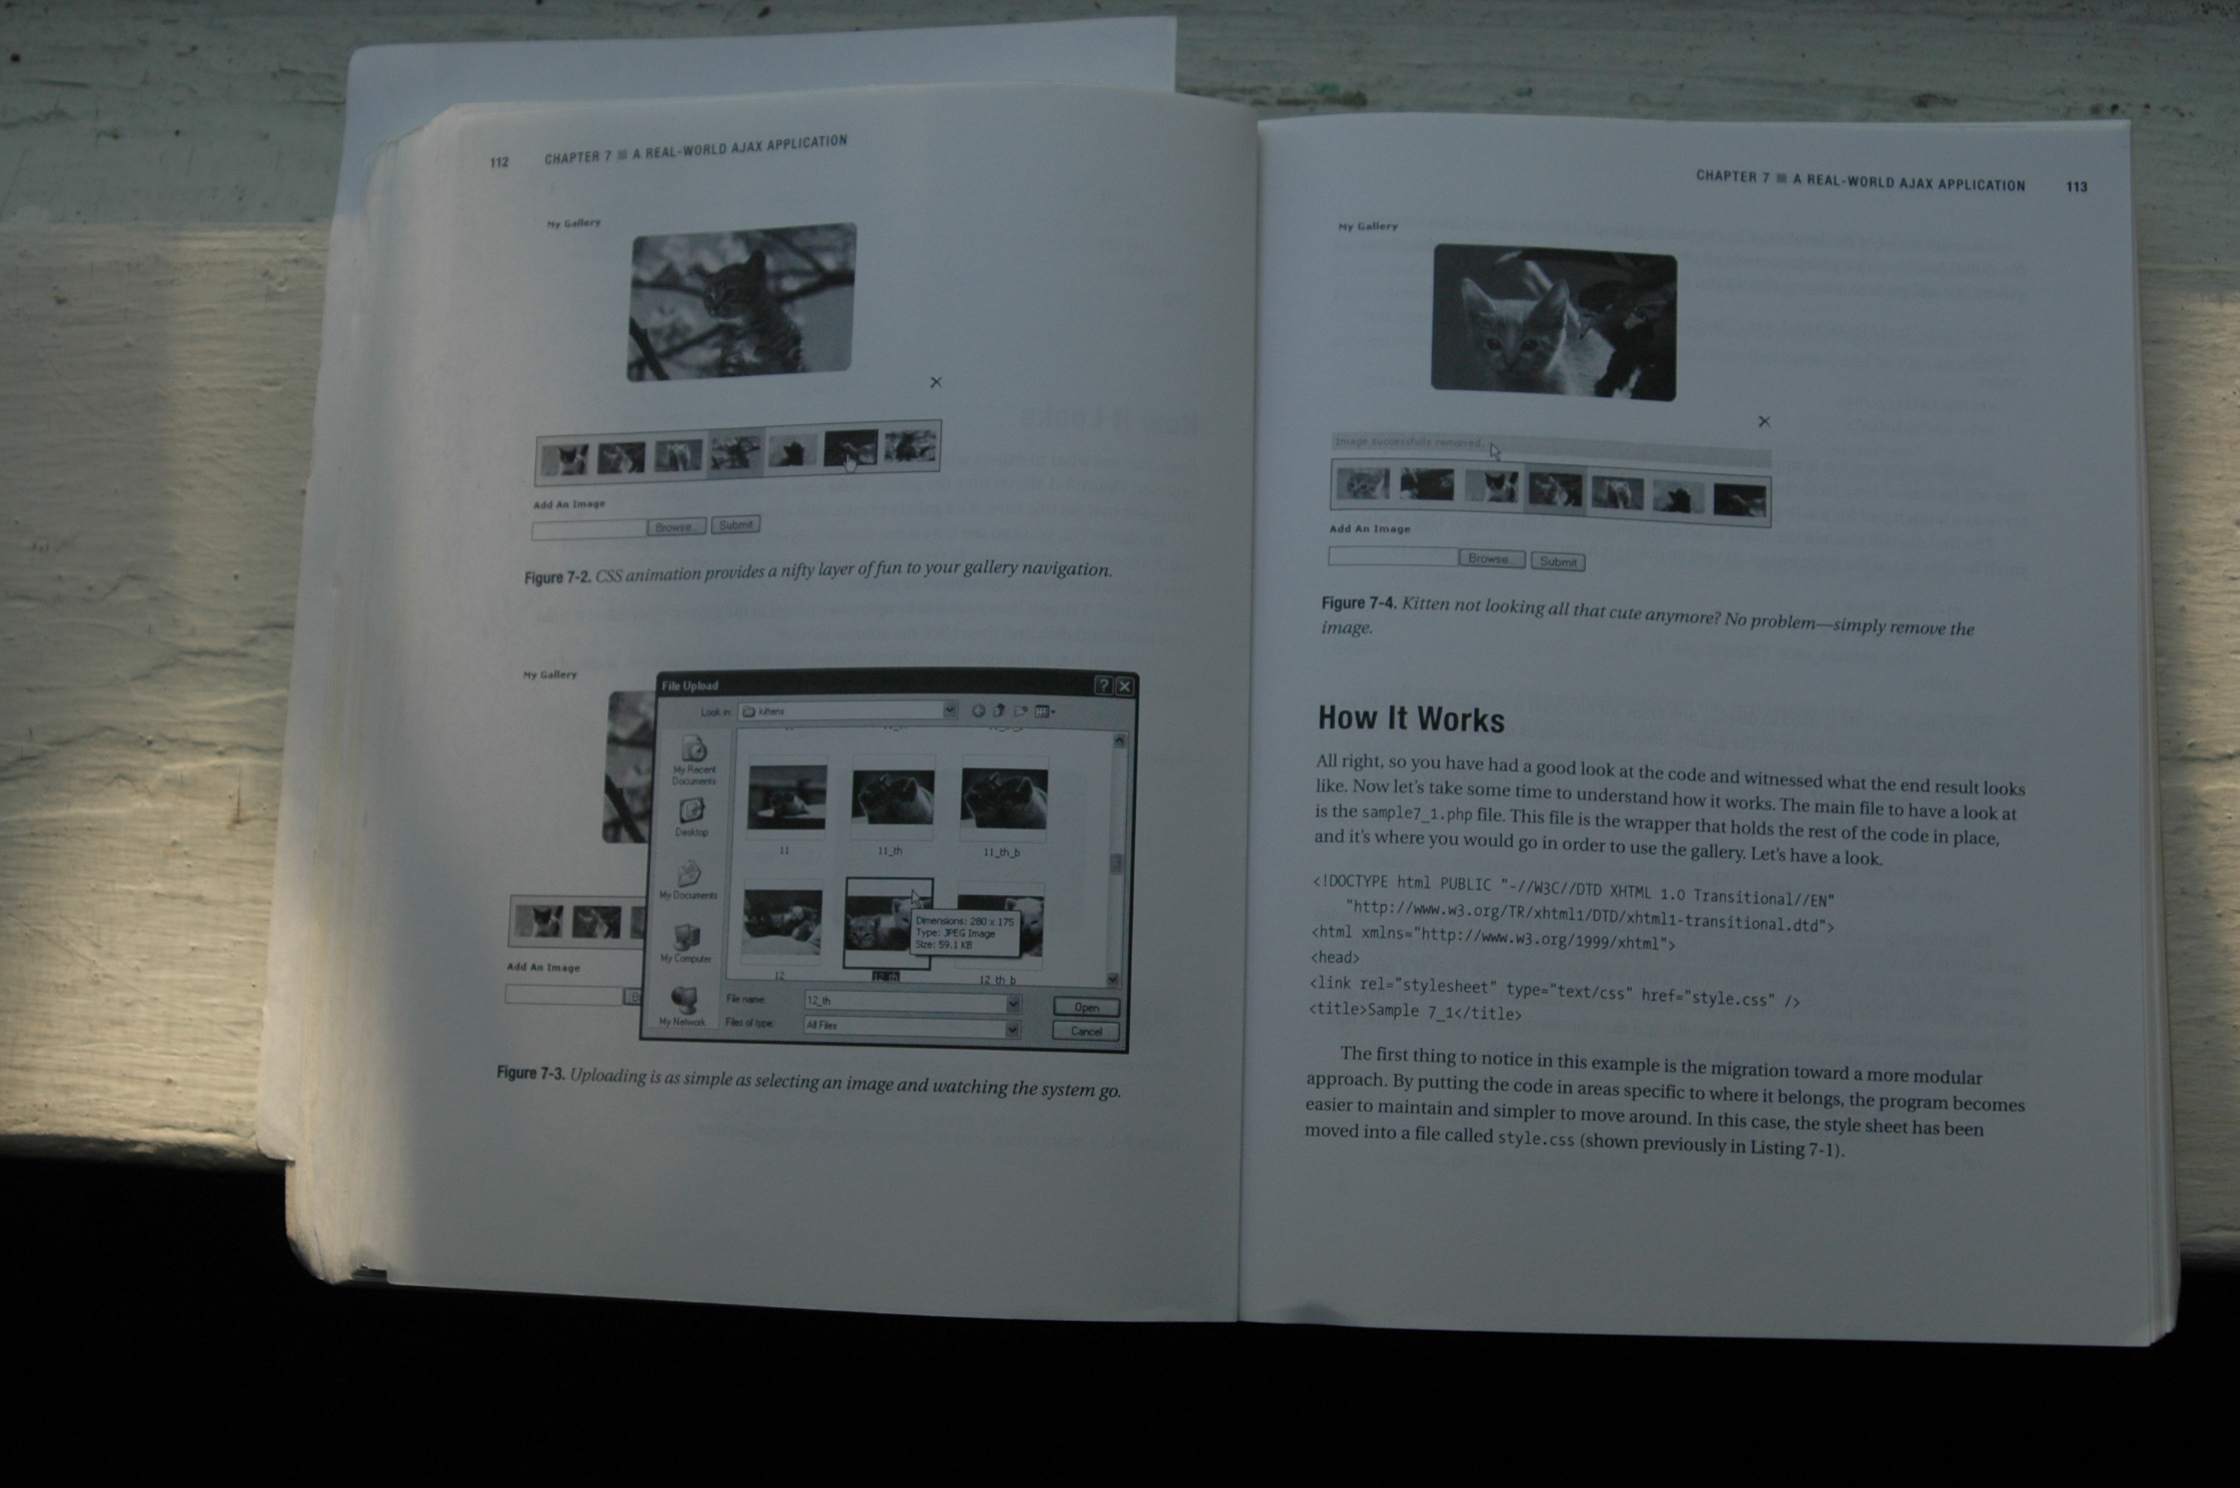 112 CHAPTER 7 ■ A REAL-WORLD AJAX APPLICATION
My Gallery
×
Add An Image
Browse... Submit
Figure 7-2. CSS animation provides a nifty layer of fun to your gallery navigation.
My Gallery
File Upload
Look in: kittens
My Recent
Documents
Desktop
My Documents
My Computer
My Network
11 11_th 11_th_b
Dimensions: 280 x 175
Type: JPEG Image
Size: 59.1 KB
12 12_th 12_th_b
File name: 12_th Open
Files of type: All Files Cancel
Add An Image
Figure 7-3. Uploading is as simple as selecting an image and watching the system go.
CHAPTER 7 ■ A REAL-WORLD AJAX APPLICATION 113
My Gallery
×
Image successfully removed.
Add An Image
Browse... Submit
Figure 7-4. Kitten not looking all that cute anymore? No problem—simply remove the
image.
How It Works
All right, so you have had a good look at the code and witnessed what the end result looks
like. Now let's take some time to understand how it works. The main file to have a look at
is the sample7_1.php file. This file is the wrapper that holds the rest of the code in place,
and it's where you would go in order to use the gallery. Let's have a look.
<!DOCTYPE html PUBLIC "-//W3C//DTD XHTML 1.0 Transitional//EN"
"http://www.w3.org/TR/xhtml1/DTD/xhtml1-transitional.dtd">
<html xmlns="http://www.w3.org/1999/xhtml">
<head>
<link rel="stylesheet" type="text/css" href="style.css" />
<title>Sample 7_1</title>
The first thing to notice in this example is the migration toward a more modular
approach. By putting the code in areas specific to where it belongs, the program becomes
easier to maintain and simpler to move around. In this case, the style sheet has been
moved into a file called style.css (shown previously in Listing 7-1).